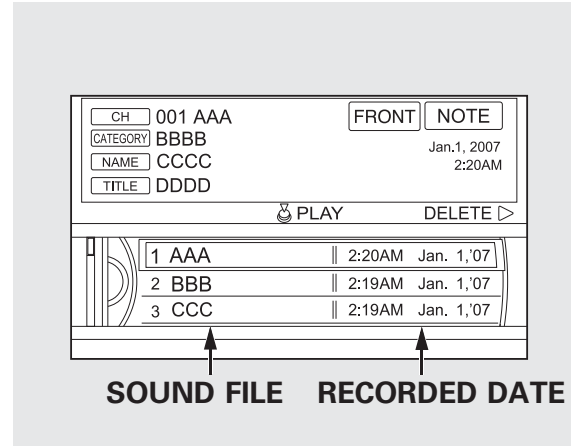 CH 001 AAA FRONT NOTE
CATEGORY BBBB Jan.1, 2007
NAME CCCC 2:20AM
TITLE DDDD
PLAY DELETE
1 AAA 2:20AM Jan. 1,'07
2 BBB 2:19AM Jan. 1,'07
3 CCC 2:19AM Jan. 1,'07
SOUND FILE RECORDED DATE